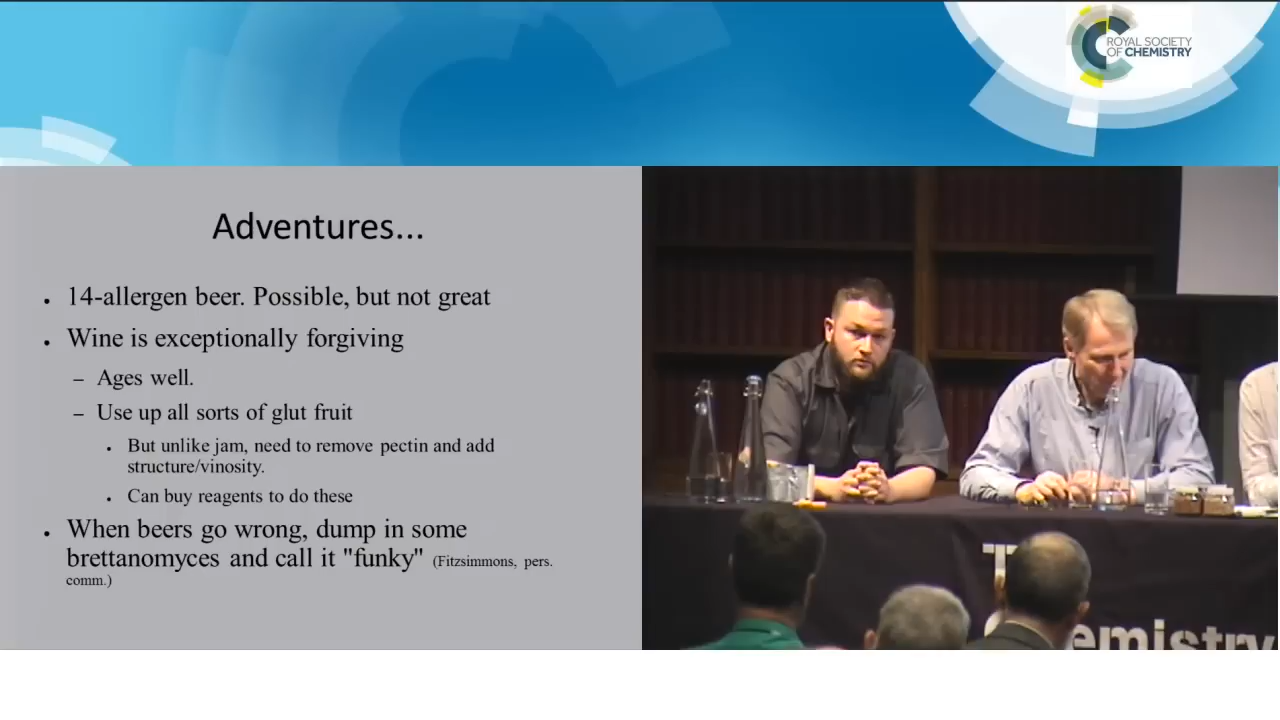 ROYAL SOCIETY
OF CHEMISTRY
Adventures...
14-allergen beer. Possible, but not great
Wine is exceptionally forgiving
– Ages well.
– Use up all sorts of glut fruit
But unlike jam, need to remove pectin and add
structure/vinosity.
Can buy reagents to do these
When beers go wrong, dump in some
brettanomyces and call it "funky" (Fitzsimmons, pers.
comm.)